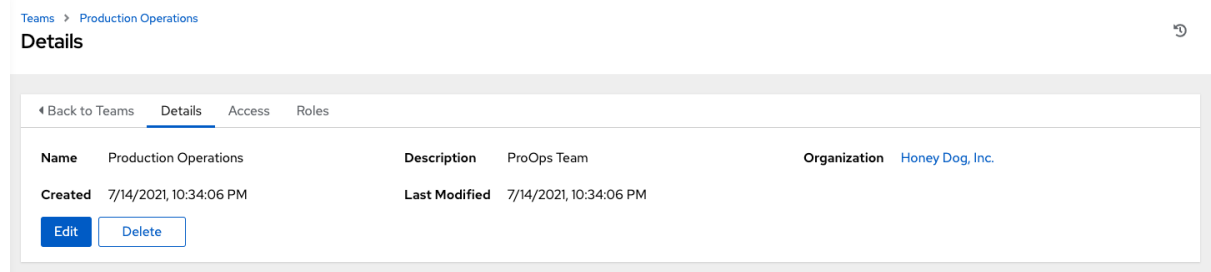 Teams > Production Operations
Details
Back to Teams Details Access Roles
Name Production Operations Description ProOps Team Organization Honey Dog, Inc.
Created 7/14/2021, 10:34:06 PM Last Modified 7/14/2021, 10:34:06 PM
Edit Delete